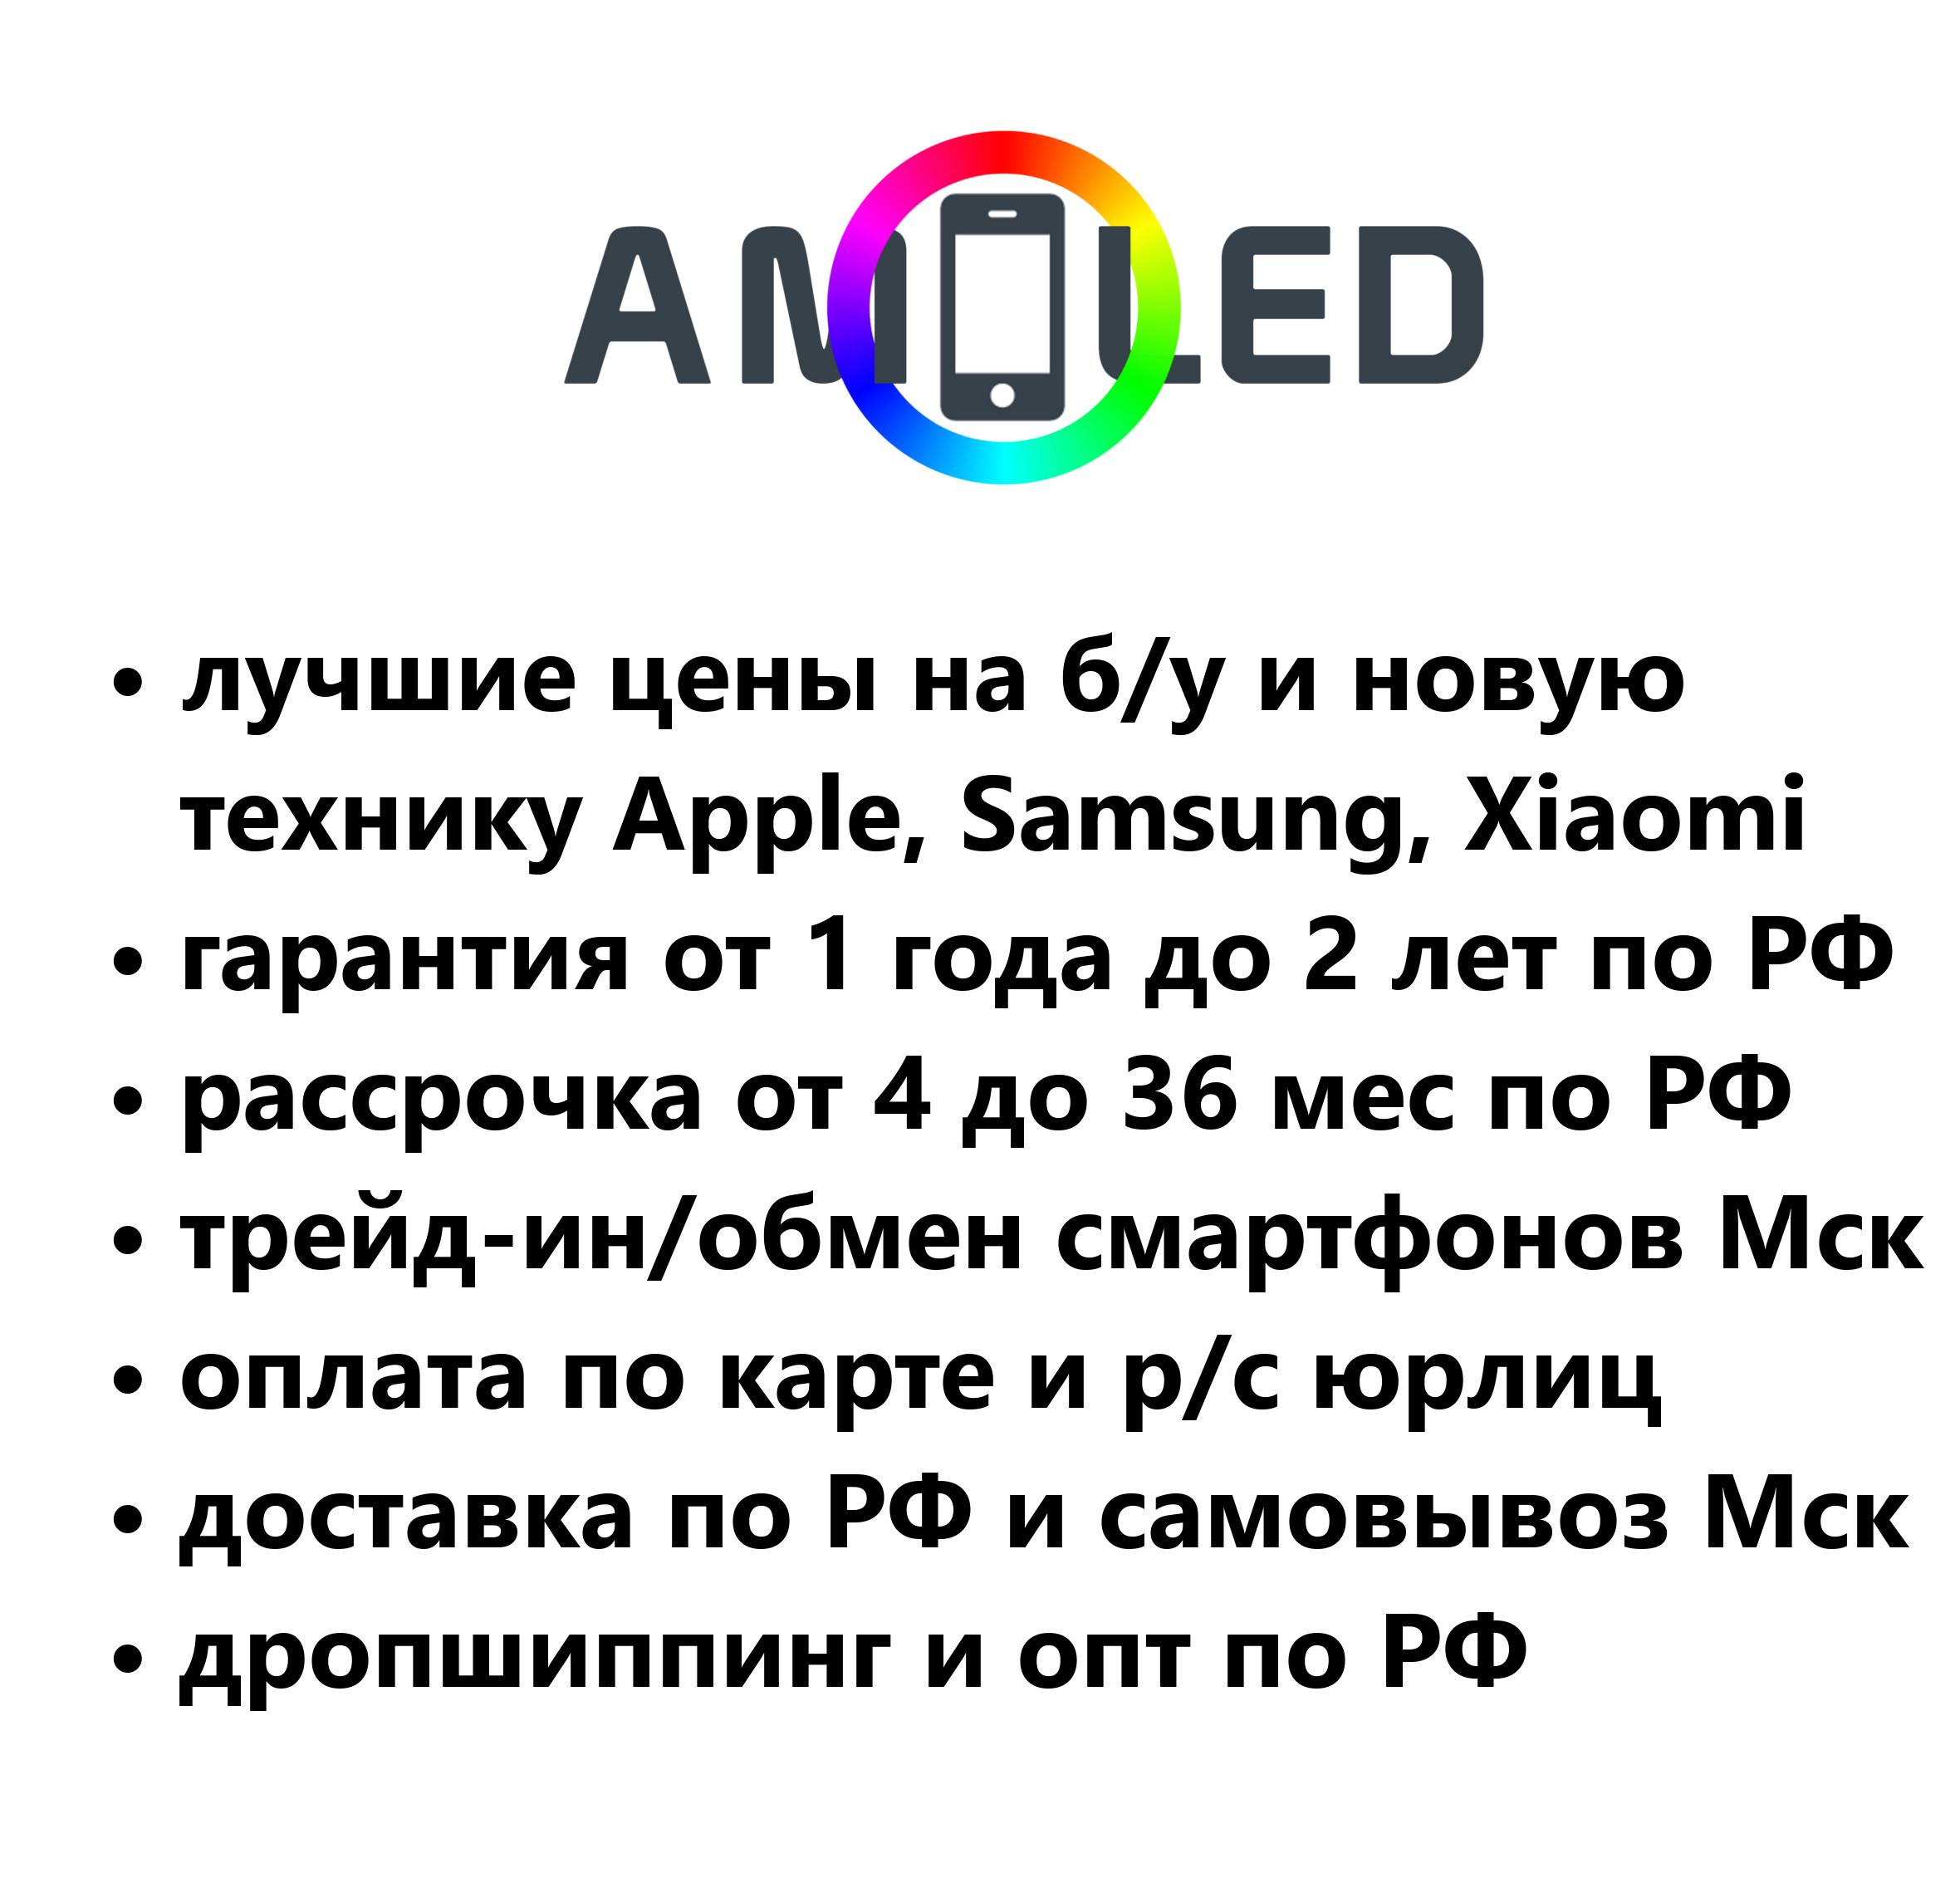 AMOLED
• лучшие цены на б/у и новую
технику Apple, Samsung, Xiaomi
• гарантия от 1 года до 2 лет по РФ
• рассрочка от 4 до 36 мес по РФ
• трейд-ин/обмен смартфонов Мск
• оплата по карте и р/с юрлиц
• доставка по РФ и самовывоз Мск
• дропшиппинг и опт по РФ